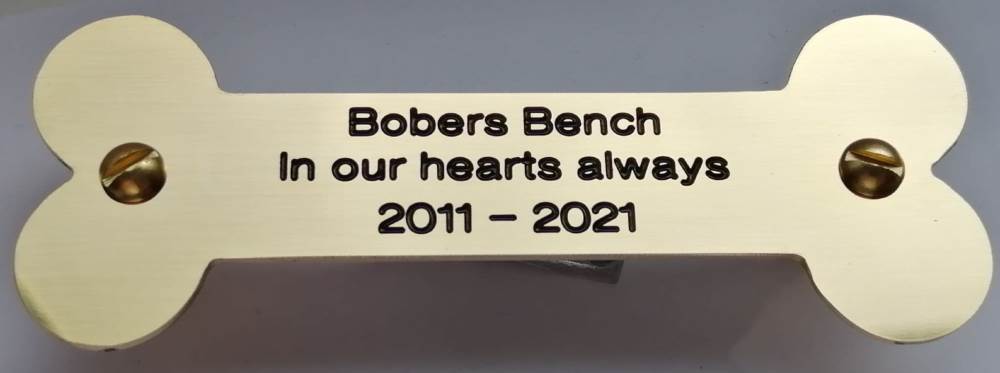 Bobers Bench
In our hearts always
2011 – 2021